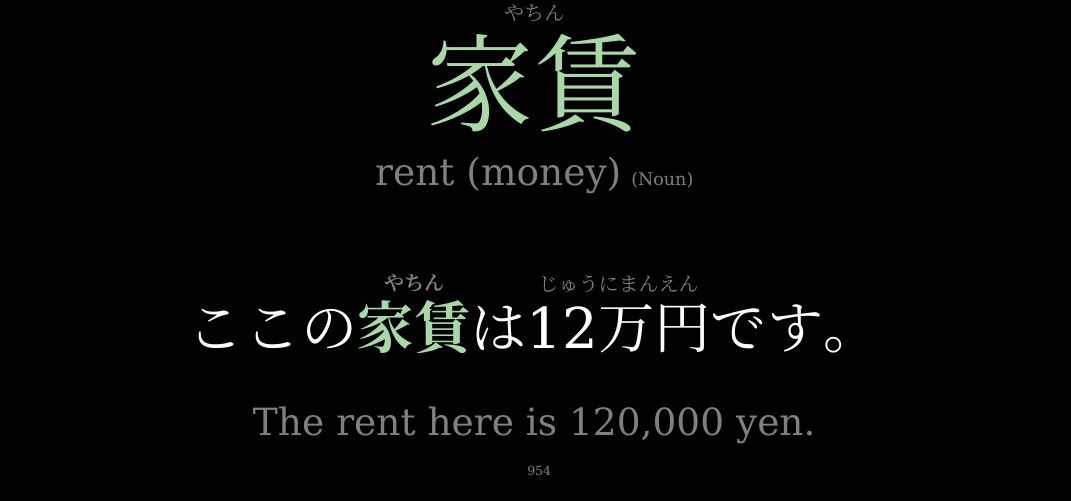 やちん
家賃
rent (money) (Noun)
やちん じゅうにまんえん
ここの家賃は12万円です。
The rent here is 120,000 yen.
954